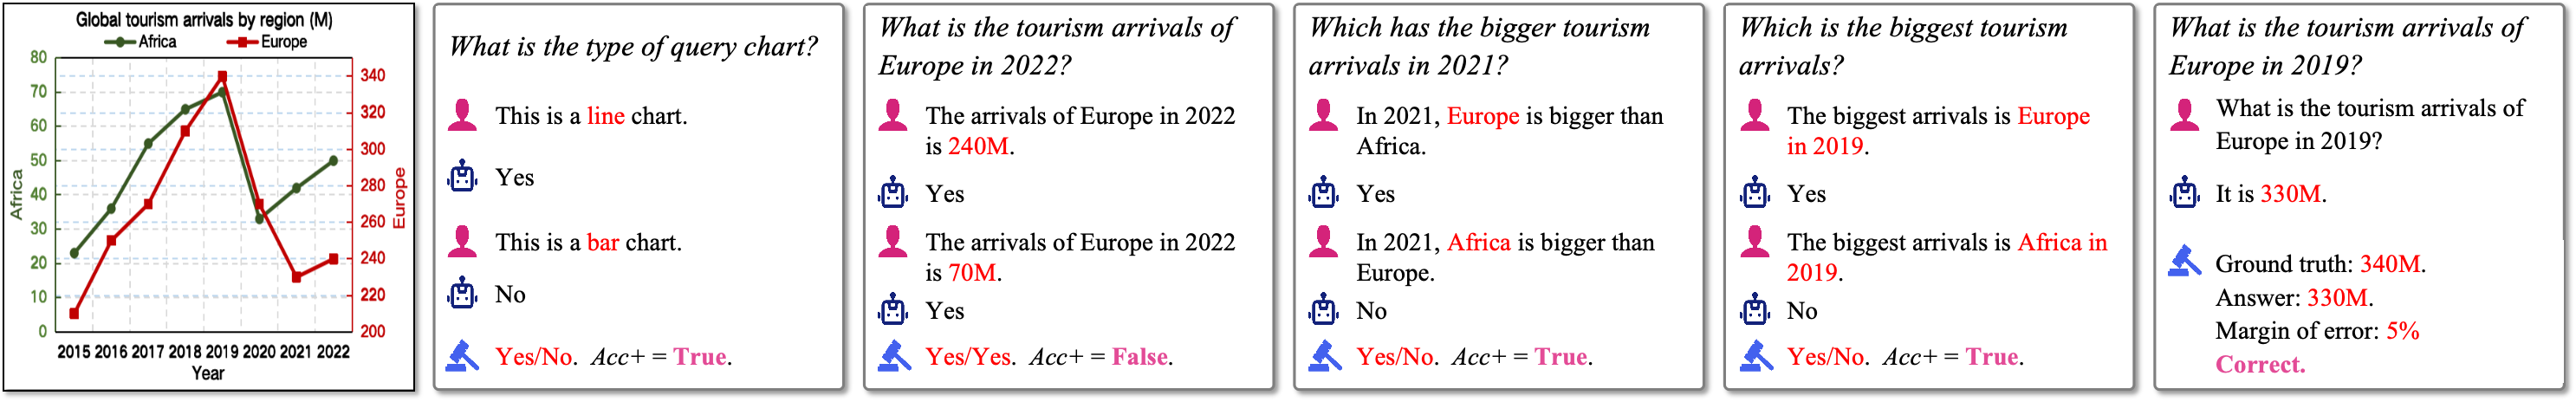 Global tourism arrivals by region (M)
Africa Europe
80
70
60
50
40
30
20
10
0
Africa
340
320
300
280
260
240
220
200
Europe
2015 2016 2017 2018 2019 2020 2021 2022
Year
What is the type of query chart?
This is a line chart.
Yes
This is a bar chart.
No
Yes/No. Acc+ = True.
What is the tourism arrivals of
Europe in 2022?
The arrivals of Europe in 2022
is 240M.
Yes
The arrivals of Europe in 2022
is 70M.
Yes
Yes/Yes. Acc+ = False.
Which has the bigger tourism
arrivals in 2021?
In 2021, Europe is bigger than
Africa.
Yes
In 2021, Africa is bigger than
Europe.
No
Yes/No. Acc+ = True.
Which is the biggest tourism
arrivals?
The biggest arrivals is Europe
in 2019.
Yes
The biggest arrivals is Africa in
2019.
No
Yes/No. Acc+ = True.
What is the tourism arrivals of
Europe in 2019?
What is the tourism arrivals of
Europe in 2019?
It is 330M.
Ground truth: 340M.
Answer: 330M.
Margin of error: 5%
Correct.